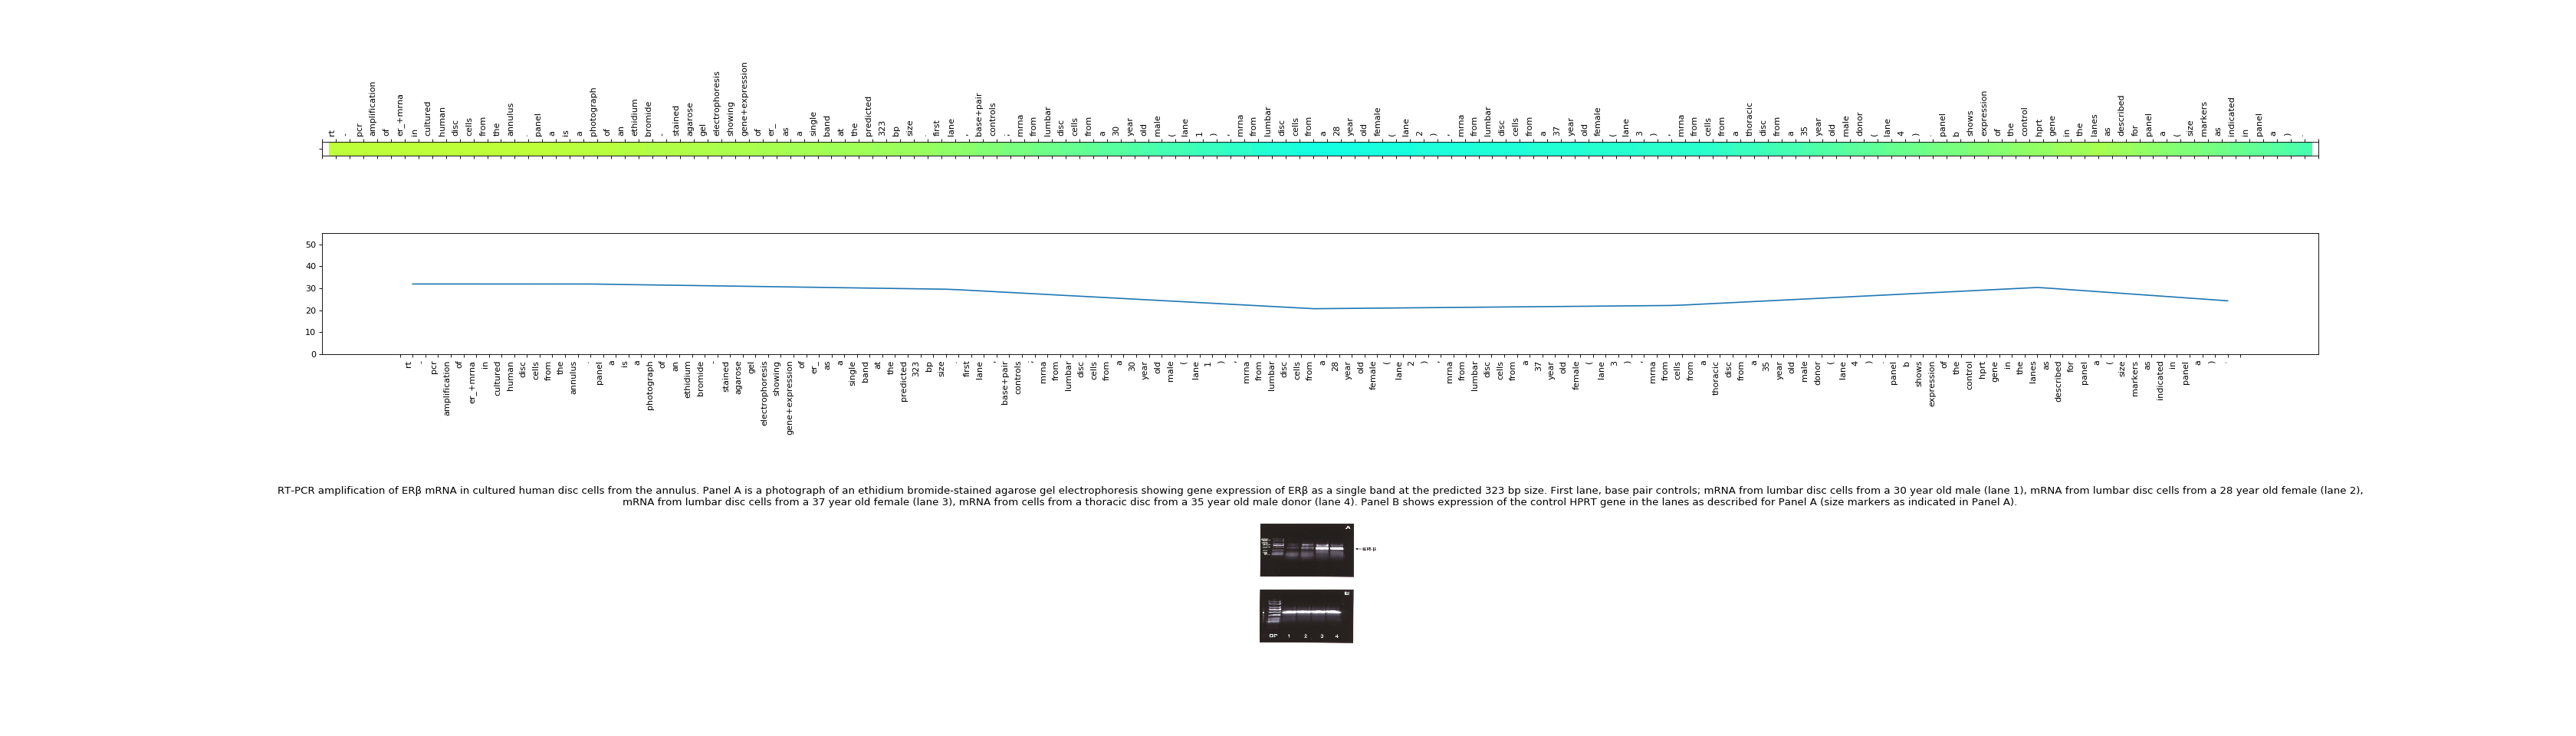 rt - pcr amplification of er_+mrna in cultured human disc cells from the annulus . panel a is a photograph of an ethidium bromide - stained agarose gel electrophoresis showing gene+expression of er_ as a single band at the predicted 323 bp size . first lane , base+pair controls ; mrna from lumbar disc cells from a 30 year old male ( lane 1 ) , mrna from lumbar disc cells from a 28 year old female ( lane 2 ) , mrna from lumbar disc cells from a 37 year old female ( lane 3 ) , mrna from cells from a thoracic disc from a 35 year old male donor ( lane 4 ) . panel b shows expression of the control hprt gene in the lanes as described for panel a ( size markers as indicated in panel a ) .
50
40
30
20
10
0
rt - pcr amplification of er_+mrna in cultured human disc cells from the annulus . panel a is a photograph of an ethidium bromide - stained agarose gel electrophoresis showing gene+expression of er_ as a single band at the predicted 323 bp size . first lane , base+pair controls ; mrna from lumbar disc cells from a 30 year old male ( lane 1 ) , mrna from lumbar disc cells from a 28 year old female ( lane 2 ) , mrna from lumbar disc cells from a 37 year old female ( lane 3 ) , mrna from cells from a thoracic disc from a 35 year old male donor ( lane 4 ) . panel b shows expression of the control hprt gene in the lanes as described for panel a ( size markers as indicated in panel a ) .
RT-PCR amplification of ERβ mRNA in cultured human disc cells from the annulus. Panel A is a photograph of an ethidium bromide-stained agarose gel electrophoresis showing gene expression of ERβ as a single band at the predicted 323 bp size. First lane, base pair controls; mRNA from lumbar disc cells from a 30 year old male (lane 1), mRNA from lumbar disc cells from a 28 year old female (lane 2),
mRNA from lumbar disc cells from a 37 year old female (lane 3), mRNA from cells from a thoracic disc from a 35 year old male donor (lane 4). Panel B shows expression of the control HPRT gene in the lanes as described for Panel A (size markers as indicated in Panel A).
A
B
1 2 3 4